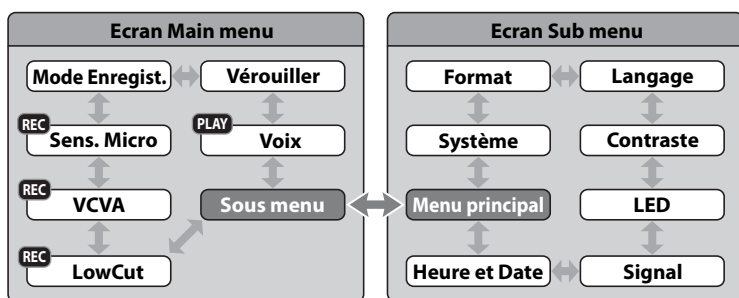 Ecran Main menu
Mode Enregist.
Vérouiller
REC
Sens. Micro
PLAY
Voix
REC
VCVA
Sous menu
REC
LowCut
Ecran Sub menu
Format
Langage
Système
Contraste
Menu principal
LED
Heure et Date
Signal